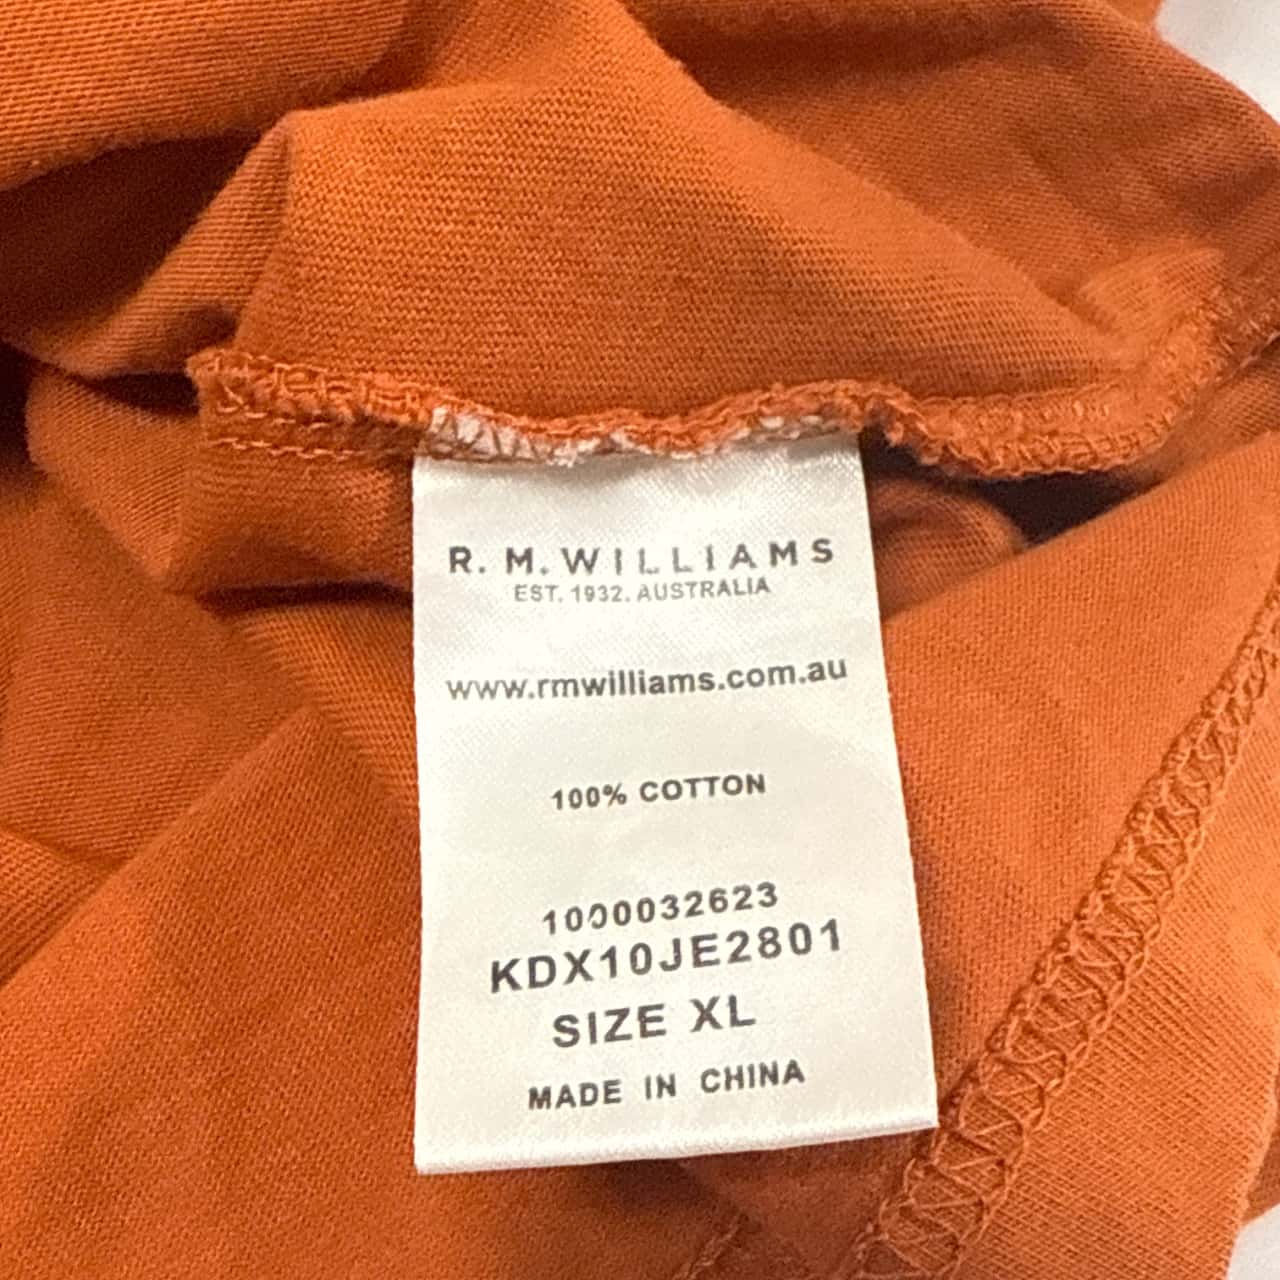 R. M. WILLIAMS
EST. 1932. AUSTRALIA
www.rmwilliams.com.au
100% COTTON
1000032623
KDX10JE2801
SIZE XL
MADE IN CHINA